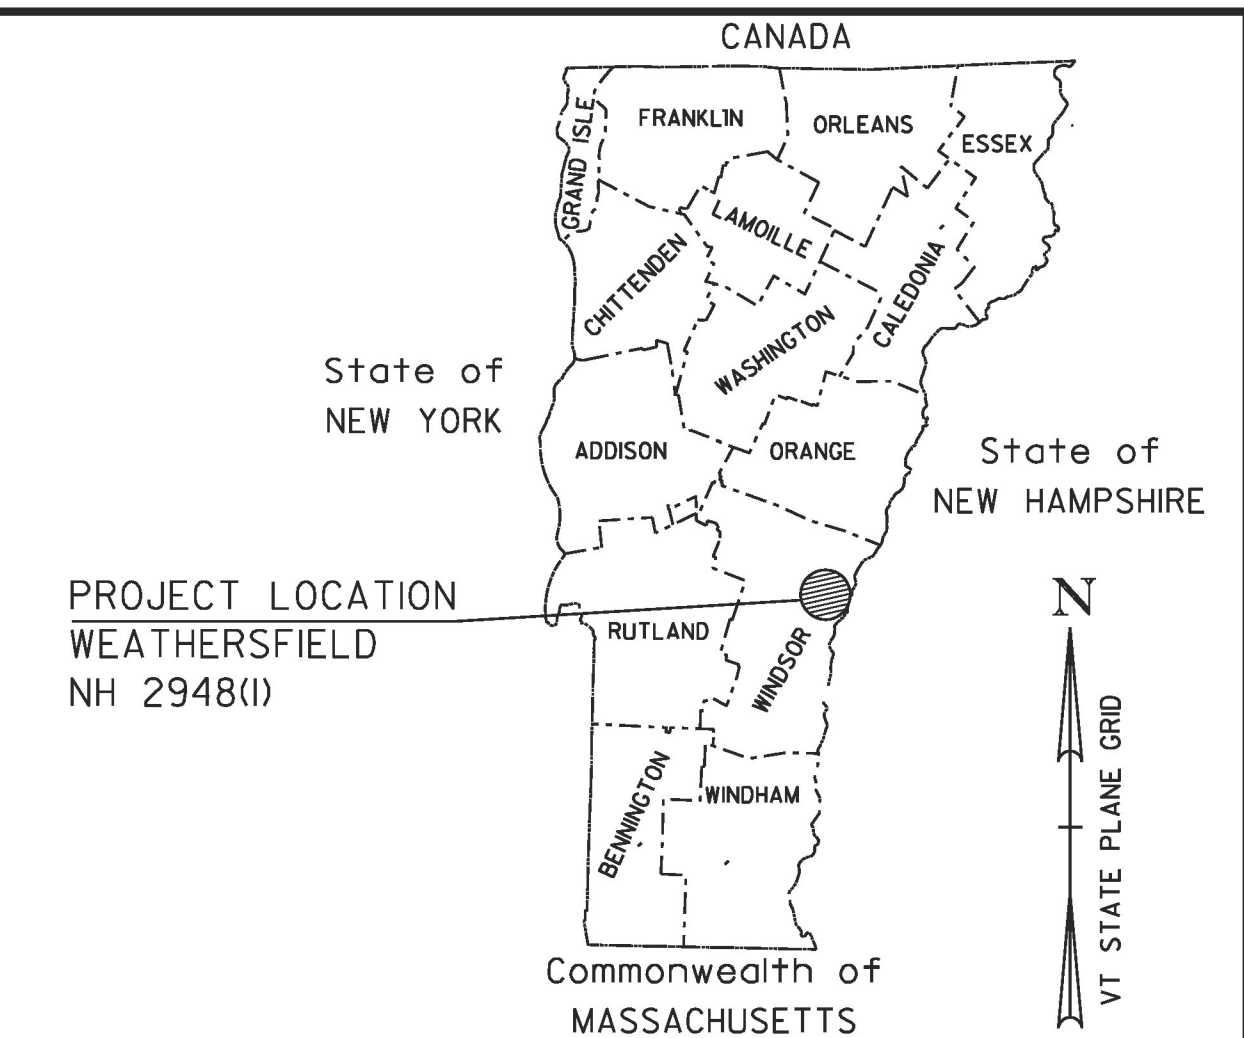 CANADA
FRANKLIN
ORLEANS
ESSEX
GRAND ISLE
LAMOILLE
CHITTENDEN
CALEDONIA
WASHINGTON
State of
NEW YORK
ADDISON
ORANGE
State of
NEW HAMPSHIRE
PROJECT LOCATION
WEATHERSFIELD
NH 2948(1)
RUTLAND
WINDSOR
N
VT STATE PLANE GRID
BENNINGTON
WINDHAM
Commonwealth of
MASSACHUSETTS